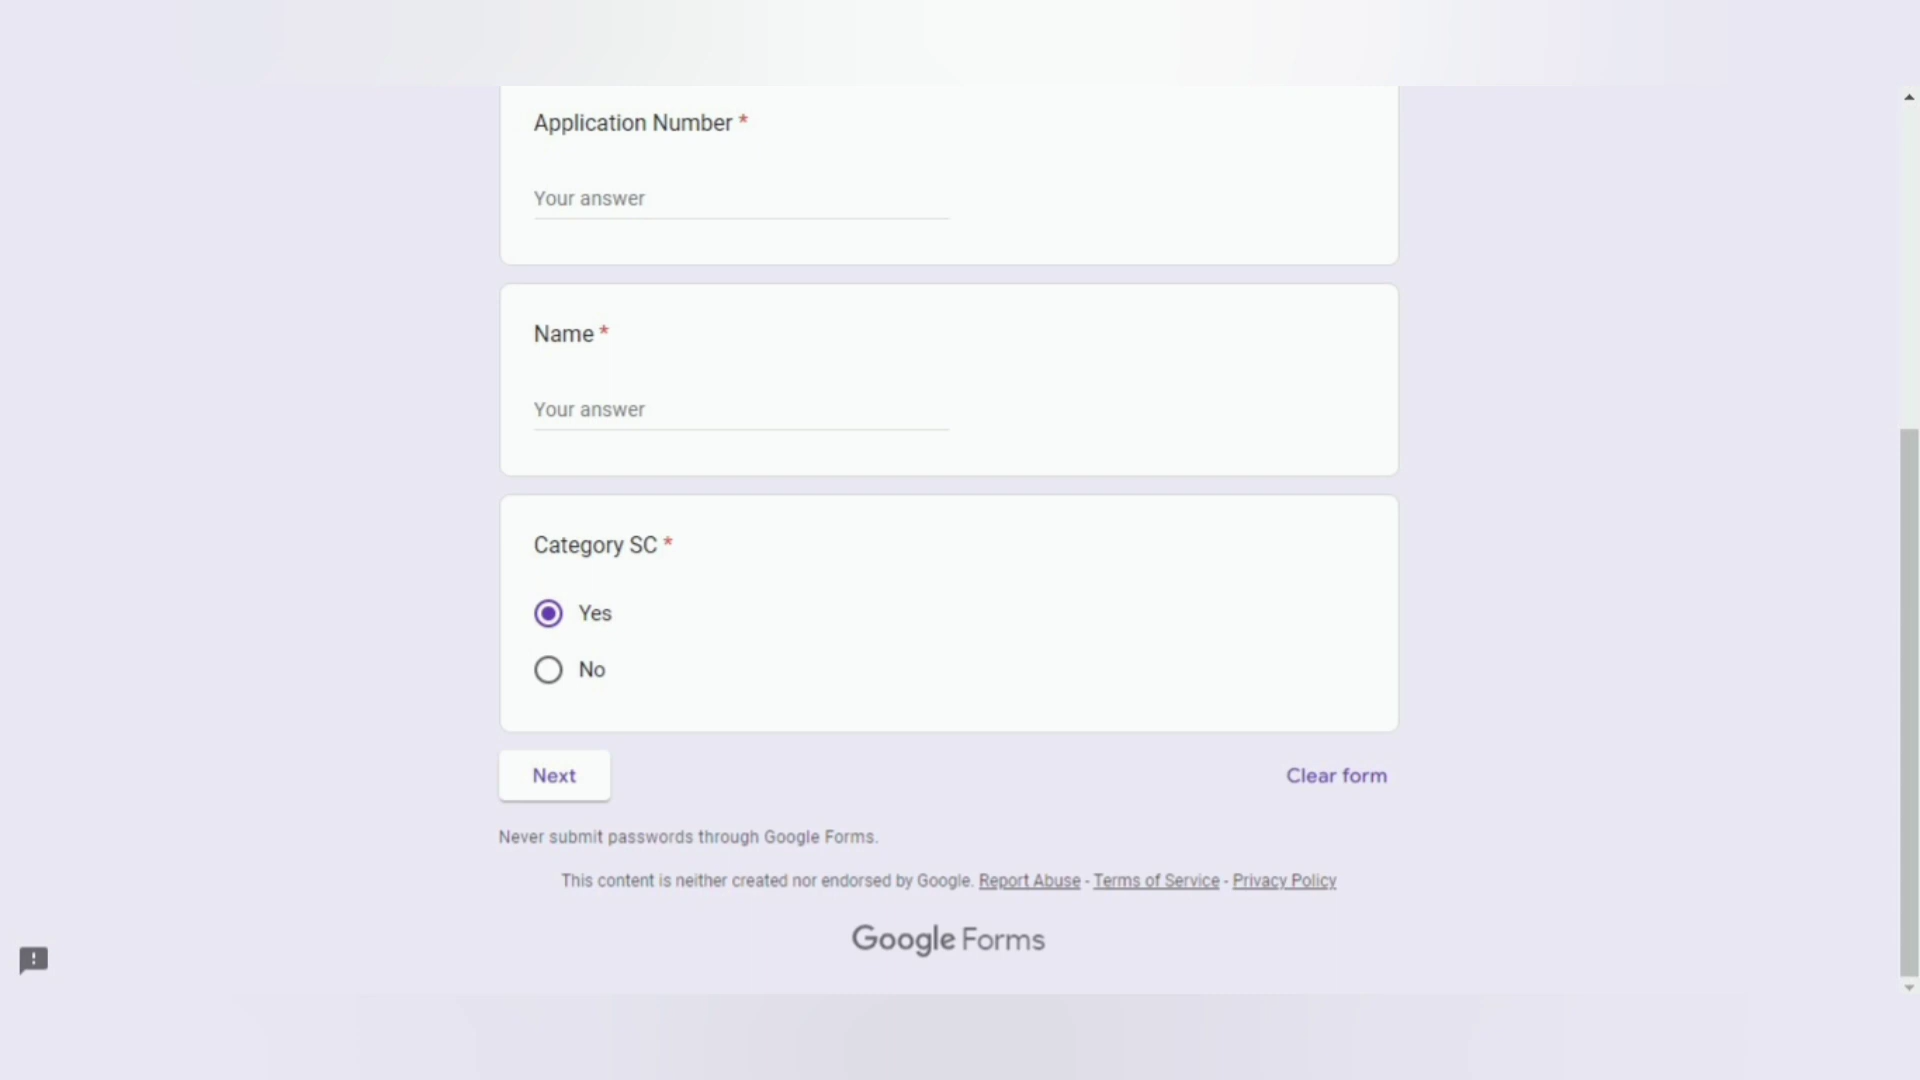 Application Number *
Your answer
Name *
Your answer
Category SC *
Yes
No
Next
Clear form
Never submit passwords through Google Forms.
This content is neither created nor endorsed by Google. Report Abuse - Terms of Service - Privacy Policy
Google Forms